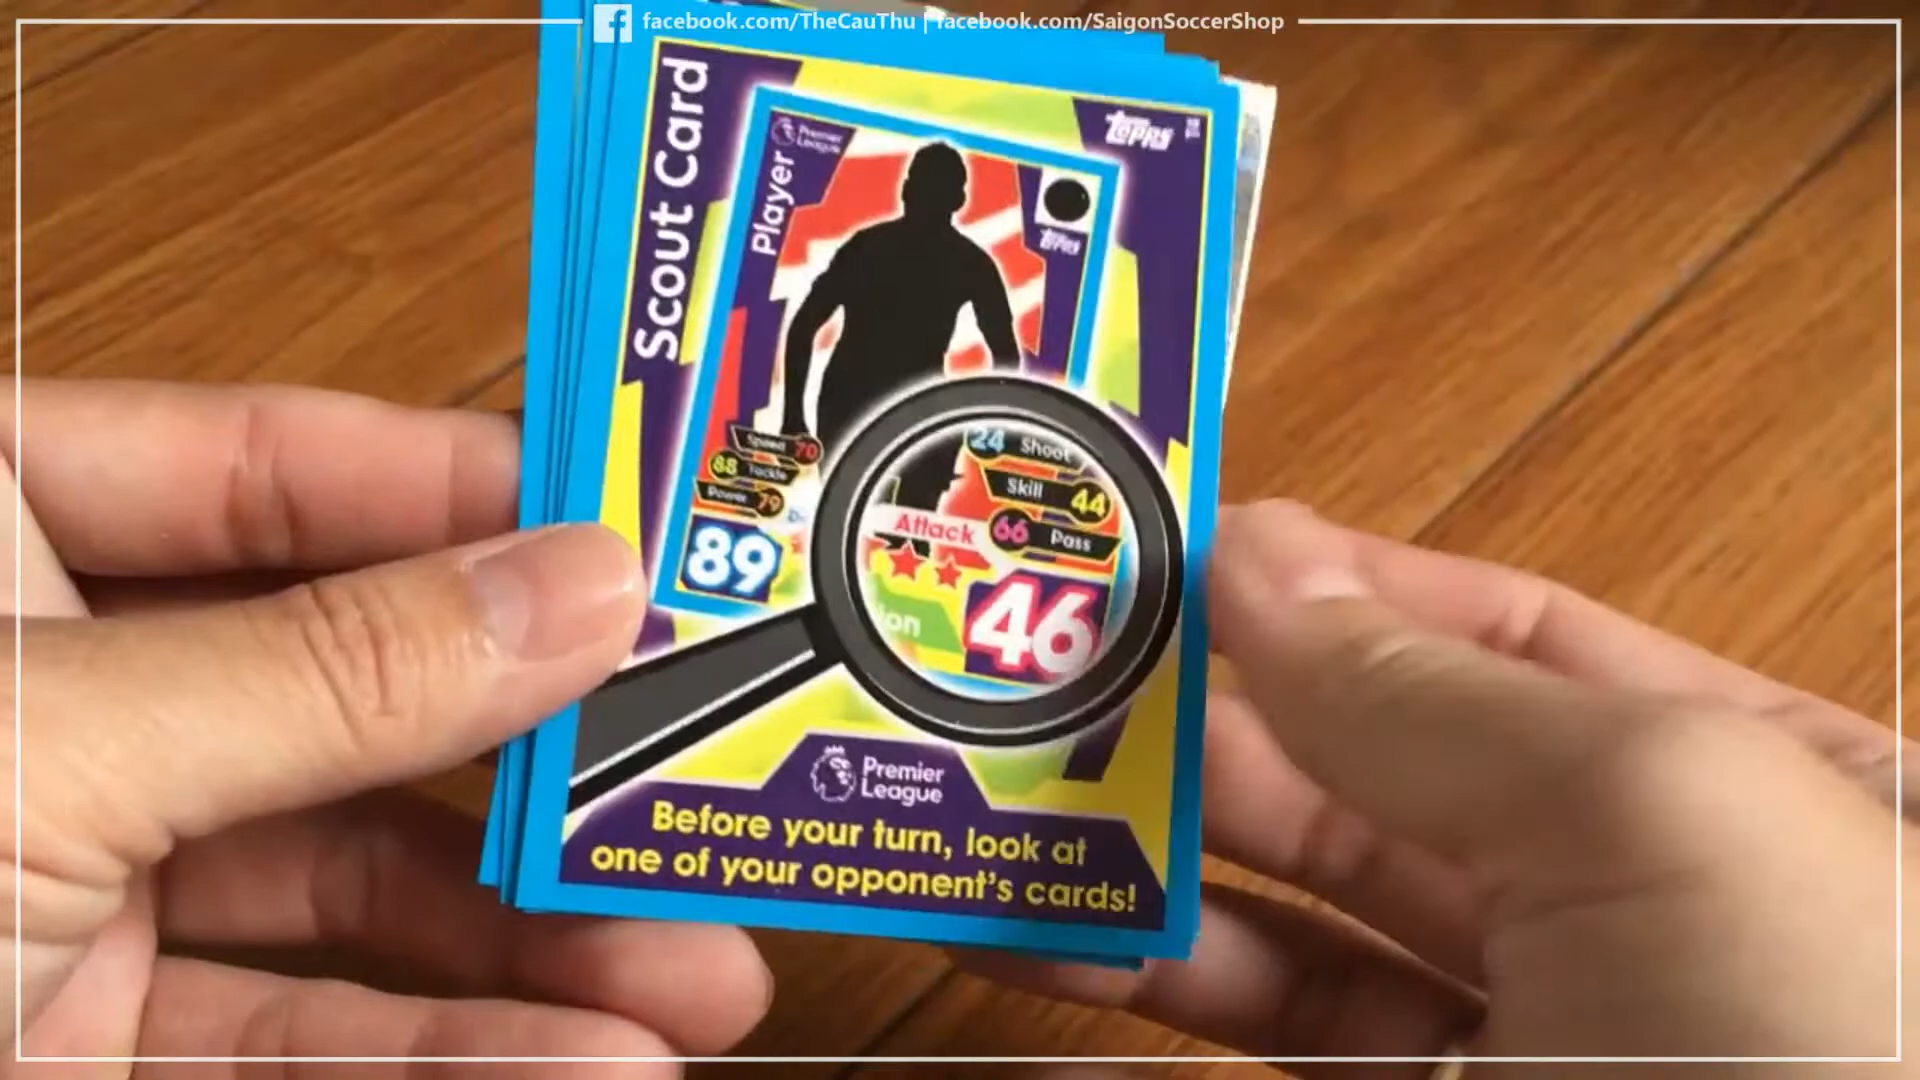 facebook.com/TheCauThu | facebook.com/SaigonSoccerShop
Scout Card
topps
Premier
League
Player
topps
Speed 70
88 Tackle
Power 79
89
24 Shoot
Skill 44
Attack 66 Pass
46
Premier
League
Before your turn, look at
one of your opponent's cards!